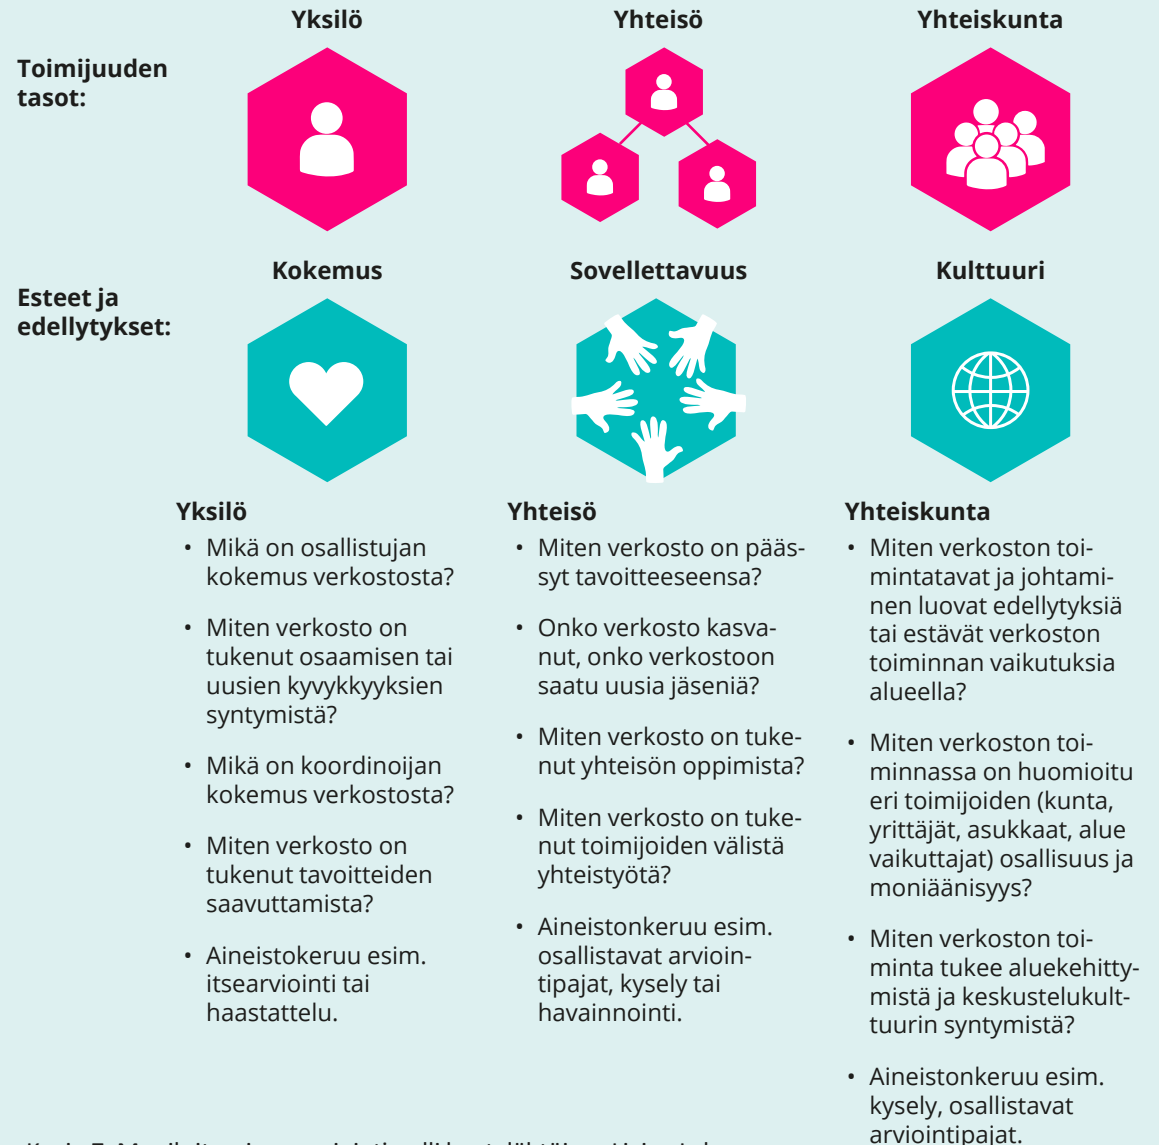 Yksilö
Yhteisö
Yhteiskunta
Toimijuuden
tasot:
Kokemus
Sovellettavuus
Kulttuuri
Esteet ja
edellytykset:
Yksilö
• Mikä on osallistujan
kokemus verkostosta?
• Miten verkosto on
tukenut osaamisen tai
uusien kyvykkyyksien
syntymistä?
• Mikä on koordinoijan
kokemus verkostosta?
• Miten verkosto on
tukenut tavoitteiden
saavuttamista?
• Aineistokeruu esim.
itsearviointi tai
haastattelu.
Yhteisö
• Miten verkosto on pääs-
syt tavoitteeseensa?
• Onko verkosto kasva-
nut, onko verkostoon
saatu uusia jäseniä?
• Miten verkosto on tuke-
nut yhteisön oppimista?
• Miten verkosto on tuke-
nut toimijoiden välistä
yhteistyötä?
• Aineistonkeruu esim.
osallistavat arvioin-
tipajat, kysely tai
havainnointi.
Yhteiskunta
• Miten verkoston toi-
mintatavat ja johtami-
nen luovat edellytyksiä
tai estävät verkoston
toiminnan vaikutuksia
alueella?
• Miten verkoston toi-
minnassa on huomioitu
eri toimijoiden (kunta,
yrittäjät, asukkaat, alue
vaikuttajat) osallisuus ja
moniäänisyys?
• Miten verkoston toi-
minta tukee aluekehitty-
mistä ja keskustelukult-
tuurin syntymistä?
• Aineistonkeruu esim.
kysely, osallistavat
arviointipajat.